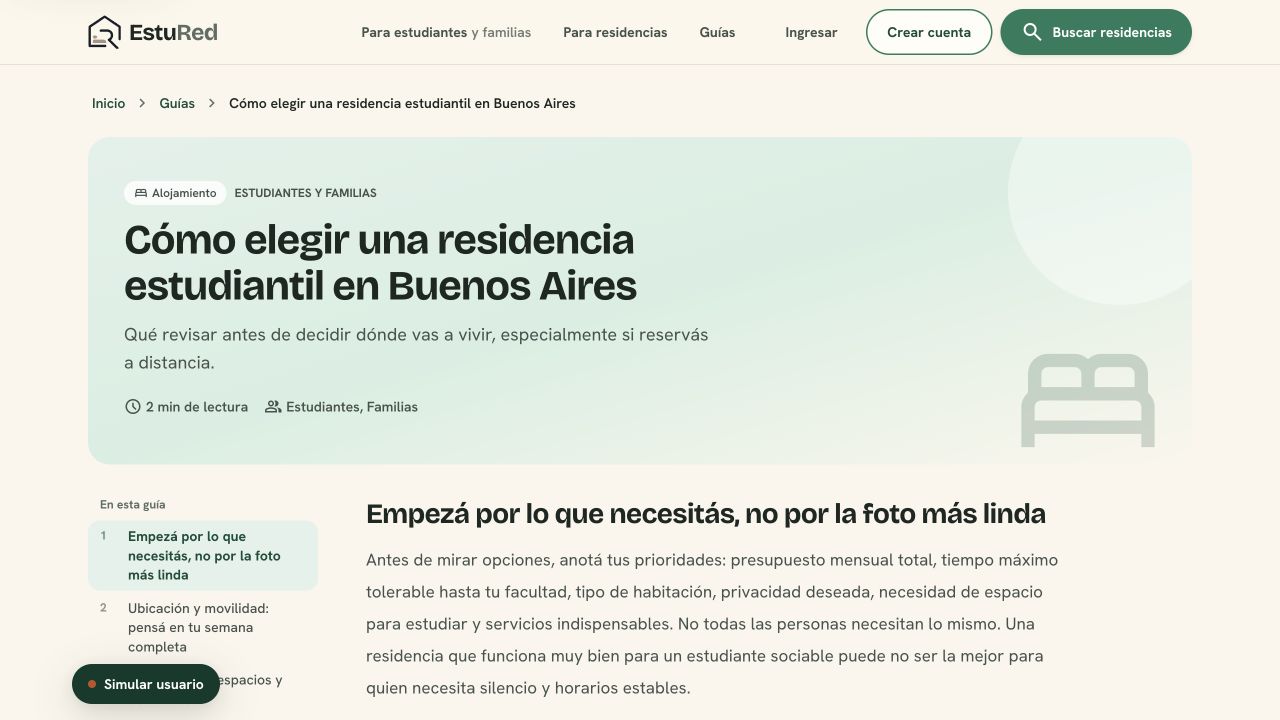 EstuRed
Para estudiantes y familias
Para residencias
Guías
Ingresar
Crear cuenta
Buscar residencias
Inicio > Guías > Cómo elegir una residencia estudiantil en Buenos Aires
Alojamiento
ESTUDIANTES Y FAMILIAS
Cómo elegir una residencia
estudiantil en Buenos Aires
Qué revisar antes de decidir dónde vas a vivir, especialmente si reservás
a distancia.
2 min de lectura
Estudiantes, Familias
En esta guía
1 Empezá por lo que
necesitás, no por la foto
más linda
2 Ubicación y movilidad:
pensá en tu semana
completa
espacios y
Simular usuario
Empezá por lo que necesitás, no por la foto más linda
Antes de mirar opciones, anotá tus prioridades: presupuesto mensual total, tiempo máximo
tolerable hasta tu facultad, tipo de habitación, privacidad deseada, necesidad de espacio
para estudiar y servicios indispensables. No todas las personas necesitan lo mismo. Una
residencia que funciona muy bien para un estudiante sociable puede no ser la mejor para
quien necesita silencio y horarios estables.